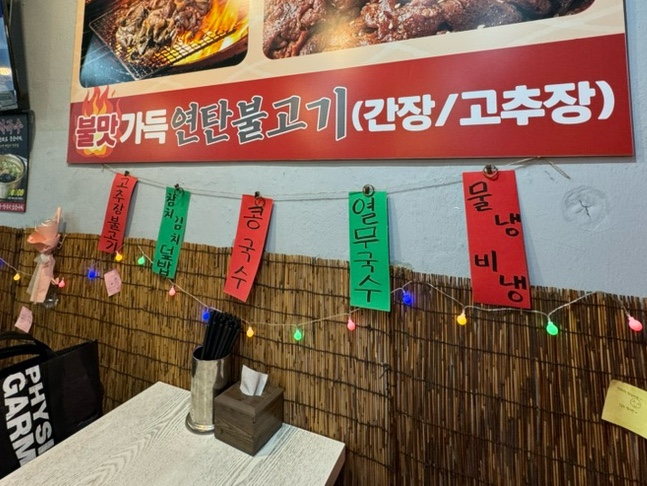 불맛 가득 연탄불고기(간장/고추장)
고추장불고기
참치 김치덮밥
콩국수
열무국수
물냉
비냉
PHYS
GARM